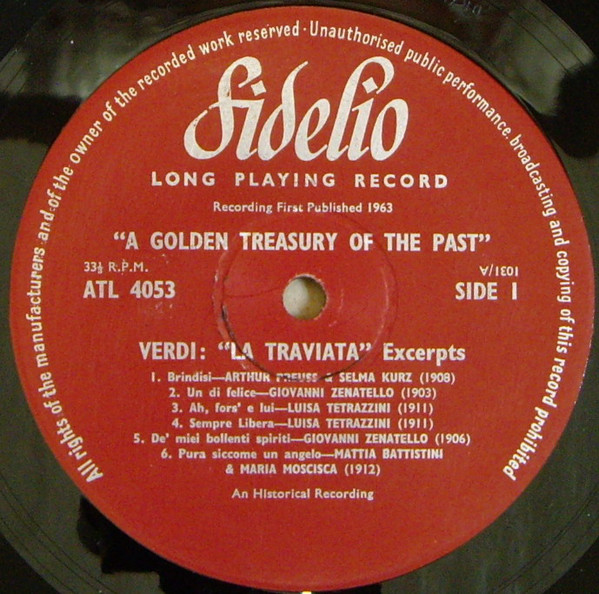 All rights of the manufacturers and of the owner of the recorded work reserved · Unauthorised public performance, broadcasting and copying of this record prohibited
Fidelio
LONG PLAYING RECORD
Recording First Published 1963
"A GOLDEN TREASURY OF THE PAST"
33⅓ R.P.M.
1031/A
ATL 4053
SIDE 1
VERDI: "LA TRAVIATA" Excerpts
1. Brindisi—ARTHUR PREUSS & SELMA KURZ (1908)
2. Un di felice—GIOVANNI ZENATELLO (1903)
3. Ah, fors' e lui—LUISA TETRAZZINI (1911)
4. Sempre Libera—LUISA TETRAZZINI (1911)
5. De' miei bollenti spiriti—GIOVANNI ZENATELLO (1906)
6. Pura siccome un angelo—MATTIA BATTISTINI
& MARIA MOSCISCA (1912)
An Historical Recording